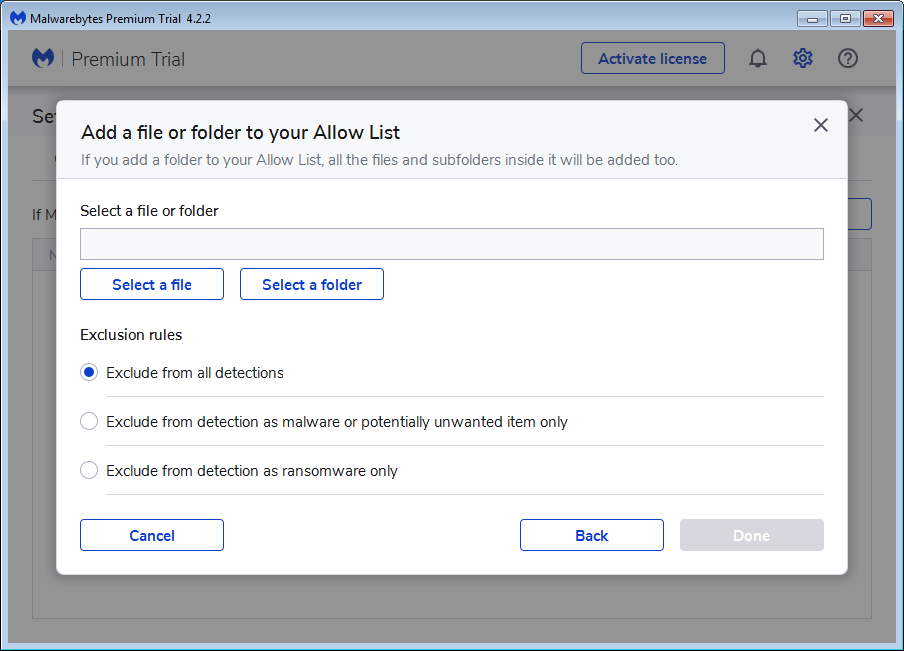 Malwarebytes Premium Trial 4.2.2
Premium Trial
Activate license
Add a file or folder to your Allow List
If you add a folder to your Allow List, all the files and subfolders inside it will be added too.
If M
Select a file or folder
Select a file
Select a folder
Exclusion rules
Exclude from all detections
Exclude from detection as malware or potentially unwanted item only
Exclude from detection as ransomware only
Cancel
Back
Done